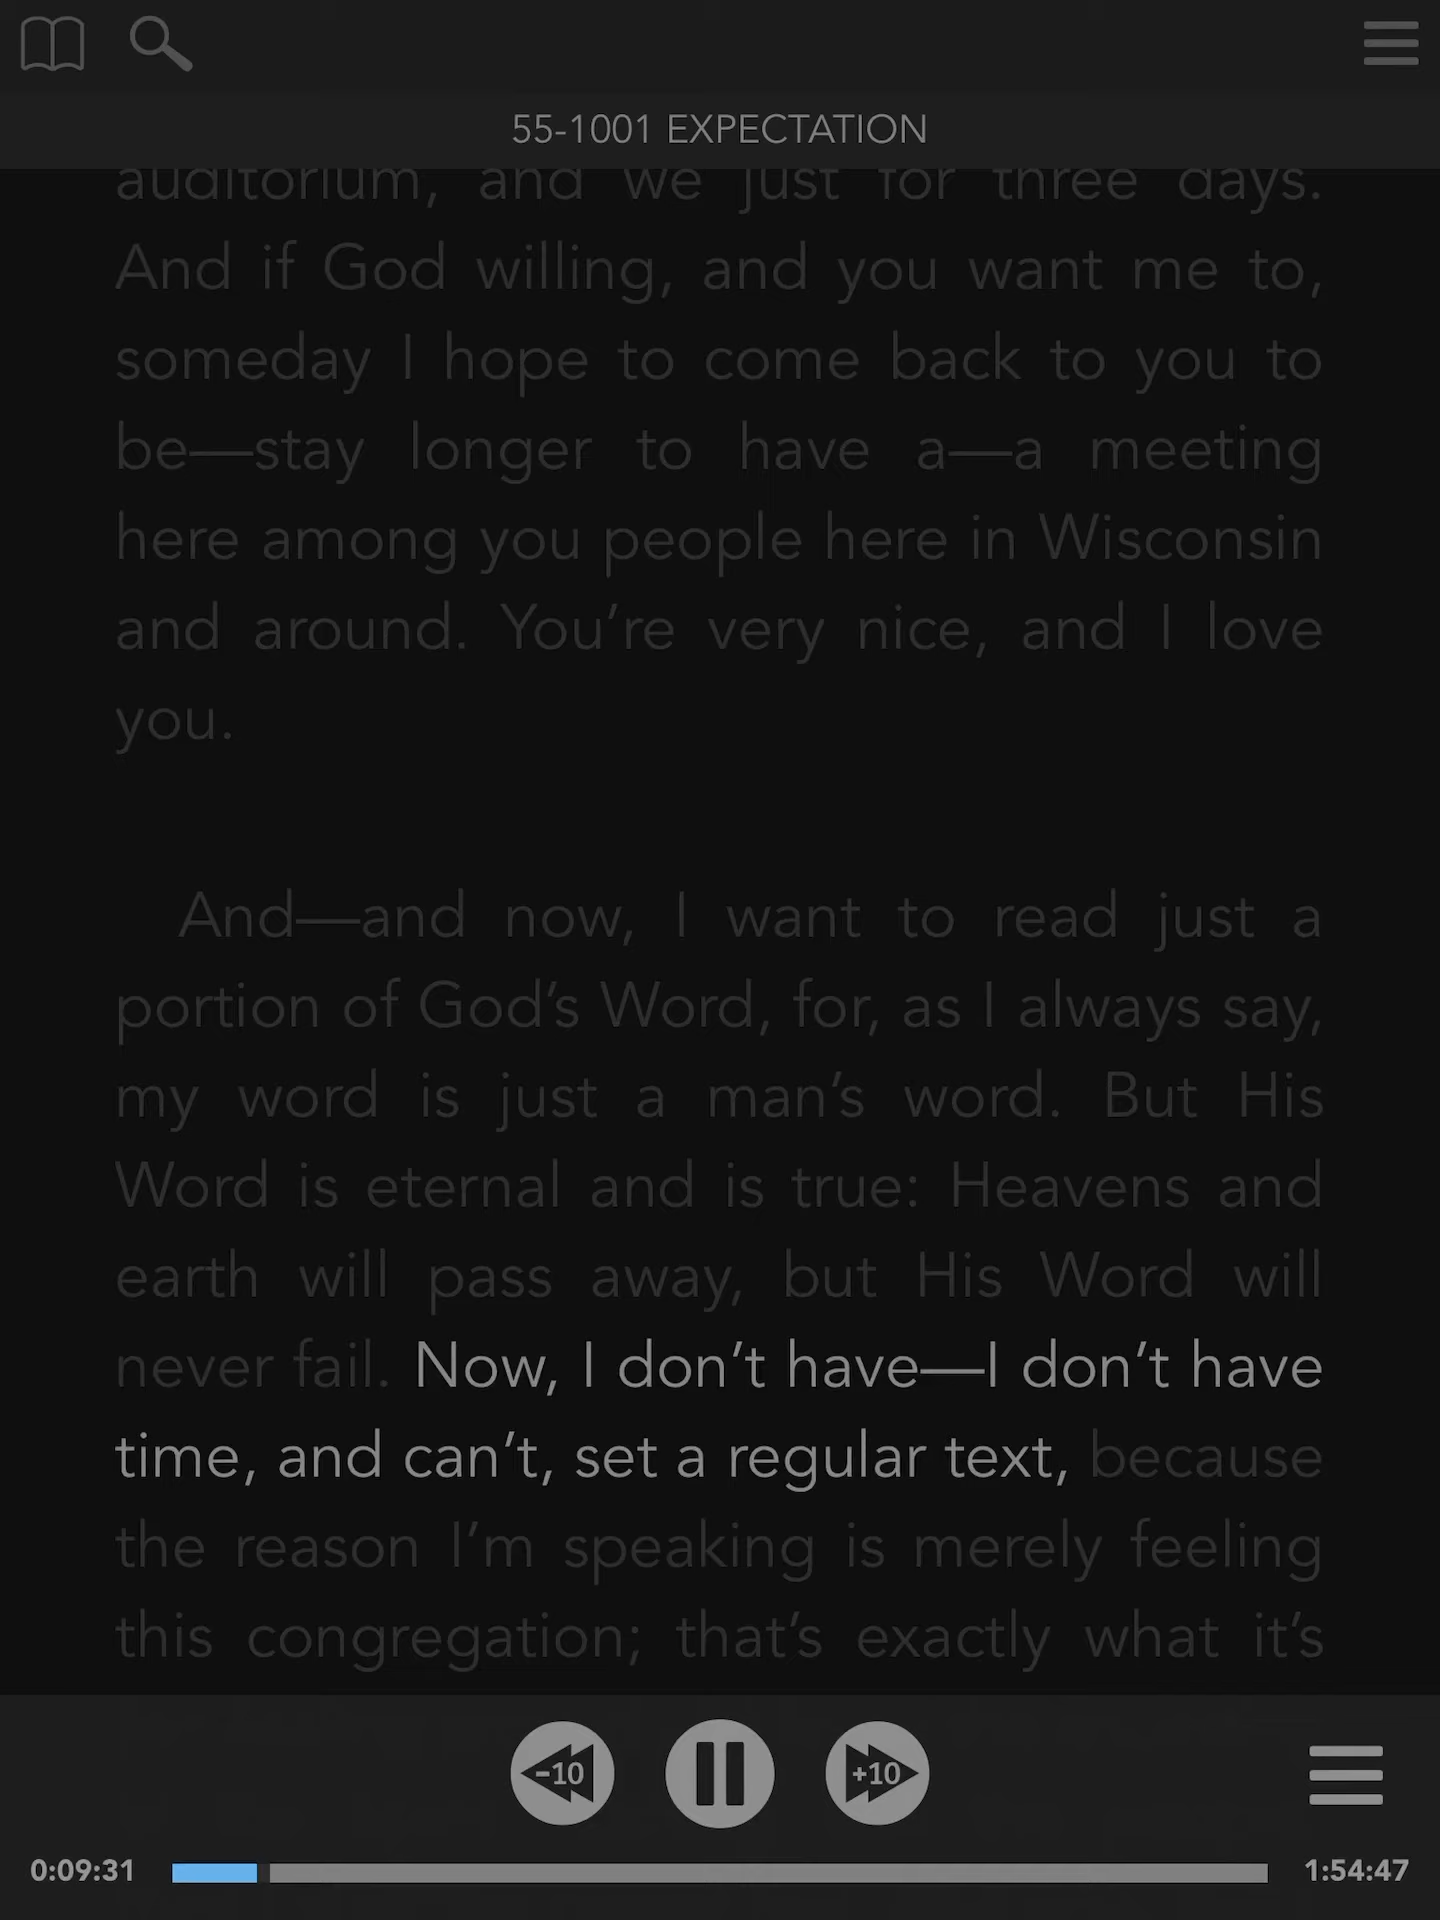 55-1001 EXPECTATION
auditorium, and we just for three days.
And if God willing, and you want me to,
someday I hope to come back to you to
be—stay longer to have a—a meeting
here among you people here in Wisconsin
and around. You’re very nice, and I love
you.
And—and now, I want to read just a
portion of God’s Word, for, as I always say,
my word is just a man’s word. But His
Word is eternal and is true: Heavens and
earth will pass away, but His Word will
never fail. Now, I don’t have—I don’t have
time, and can’t, set a regular text, because
the reason I’m speaking is merely feeling
this congregation; that’s exactly what it’s
-10 +10
0:09:31 1:54:47